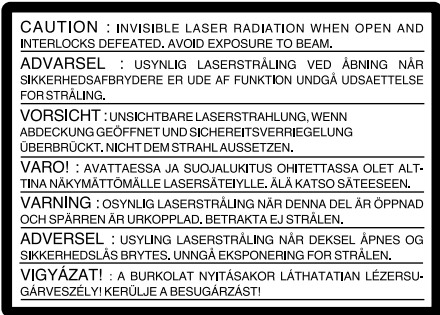 CAUTION : INVISIBLE LASER RADIATION WHEN OPEN AND
INTERLOCKS DEFEATED. AVOID EXPOSURE TO BEAM.
ADVARSEL : USYNLIG LASERSTRÅLING VED ÅBNING NÅR
SIKKERHEDSAFBRYDERE ER UDE AF FUNKTION UNDGÅ UDSAETTELSE
FOR STRÅLING.
VORSICHT : UNSICHTBARE LASERSTRAHLUNG, WENN
ABDECKUNG GEÖFFNET UND SICHEREITSVERRIEGELUNG
ÜBERBRÜCKT. NICHT DEM STRAHL AUSSETZEN.
VARO! : AVATTAESSA JA SUOJALUKITUS OHITETTASSA OLET ALT-
TINA NÄKYMÄTTÖMÄLLE LASERSÄTEIYLLE. ÄLÄ KATSO SÄTEESEEN.
VARNING : OSYNLIG LASERSTRÅLING NÄR DENNA DEL ÄR ÖPPNAD
OCH SPÄRREN ÄR URKOPPLAD. BETRAKTA EJ STRÅLEN.
ADVERSEL : USYLING LASERSTRÅLING NÅR DEKSEL ÅPNES OG
SIKKERHEDSLÅS BRYTES. UNNGÅ EKSPONERING FOR STRÅLEN.
VIGYÁZAT! : A BURKOLAT NYITÁSAKOR LÁTHATATIAN LÉZERSU-
GÁRVESZÉLY! KERÜLJE A BESUGÁRZÁST!